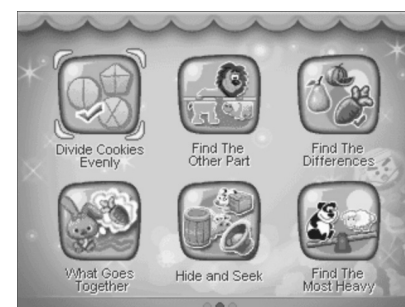 Divide Cookies
Evenly
Find The
Other Part
Find The
Differences
What Goes
Together
Hide and Seek
Find The
Most Heavy